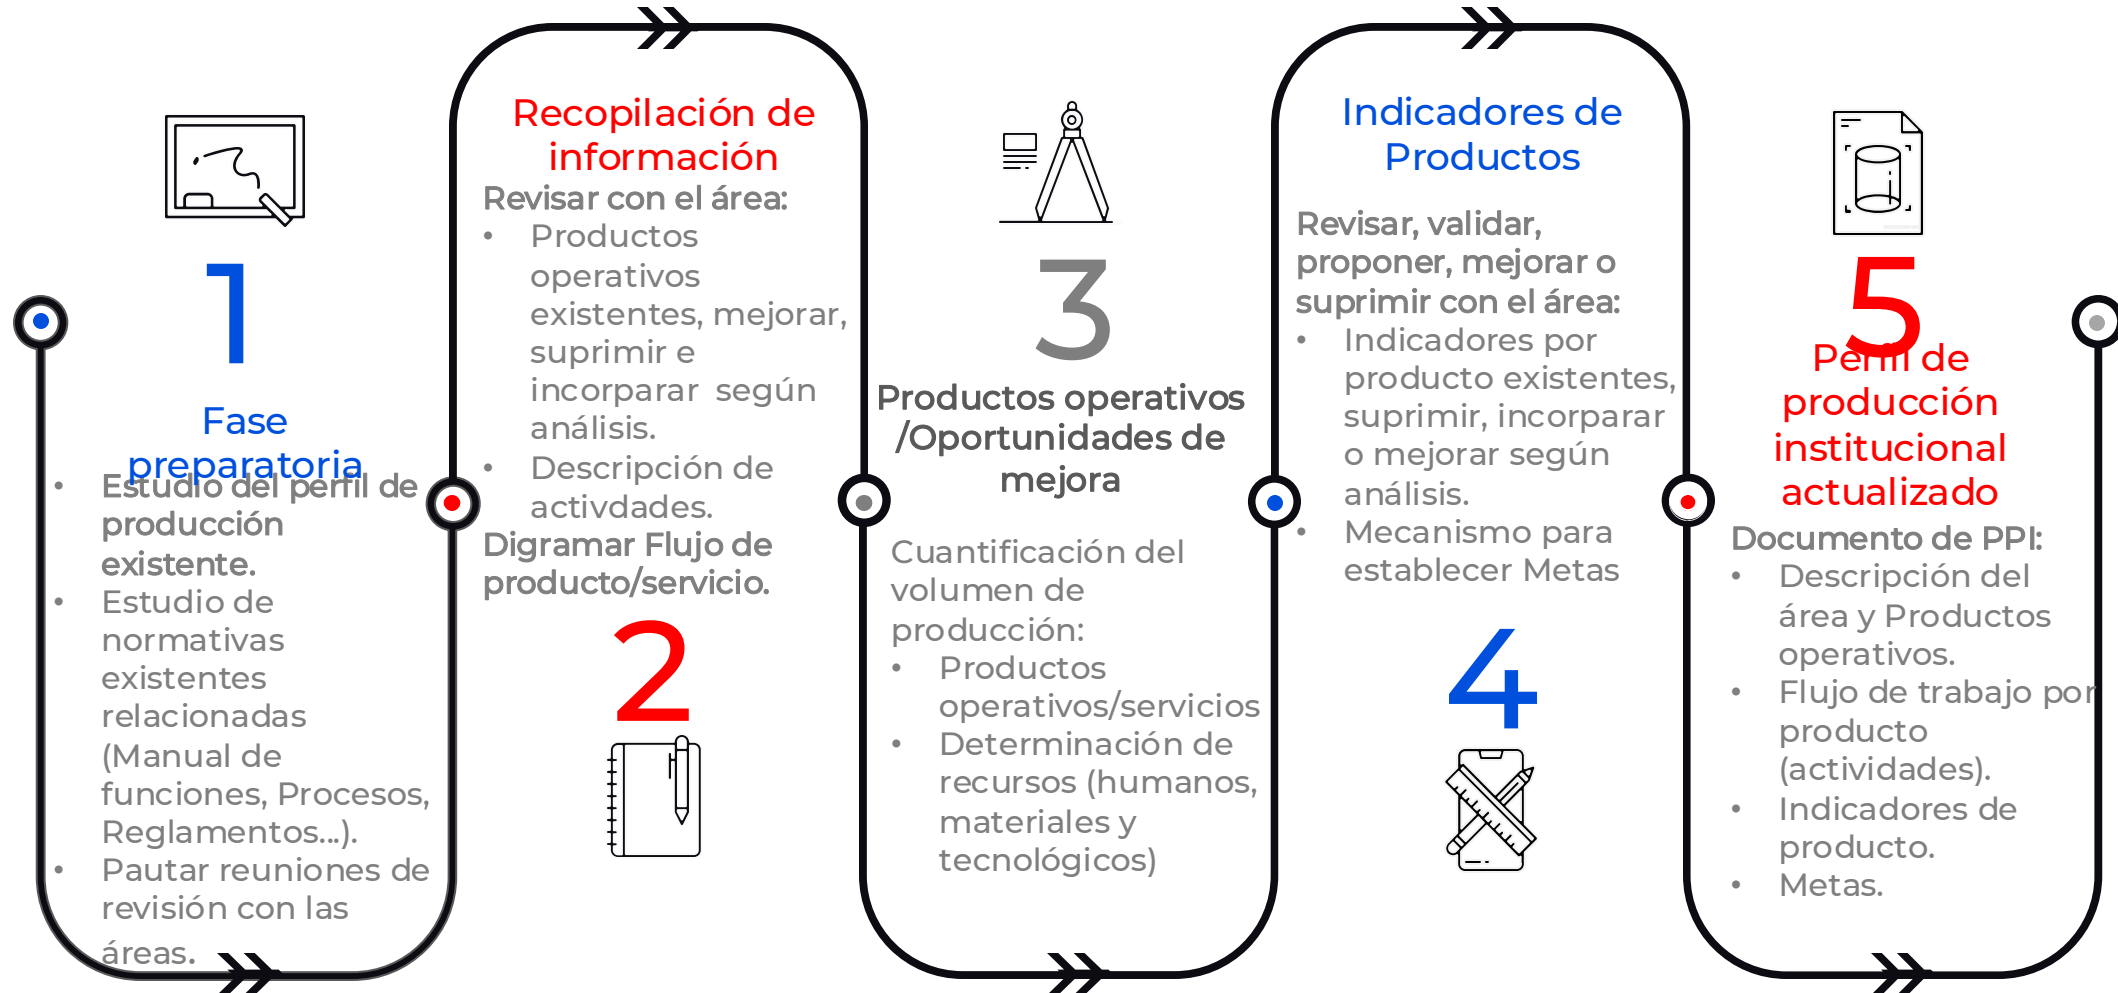 1
Fase
preparatoria
• Estudio del perfil de
producción
existente.
• Estudio de
normativas
existentes
relacionadas
(Manual de
funciones, Procesos,
Reglamentos...).
• Pautar reuniones de
revisión con las
áreas.
Recopilación de
información
Revisar con el área:
• Productos
operativos
existentes, mejorar,
suprimir e
incorparar según
análisis.
• Descripción de
activdades.
Digramar Flujo de
producto/servicio.
2
3
Productos operativos
/Oportunidades de
mejora
Cuantificación del
volumen de
producción:
• Productos
operativos/servicios
• Determinación de
recursos (humanos,
materiales y
tecnológicos)
Indicadores de
Productos
Revisar, validar,
proponer, mejorar o
suprimir con el área:
• Indicadores por
producto existentes,
suprimir, incorparar
o mejorar según
análisis.
• Mecanismo para
establecer Metas
4
5
Perfil de
producción
institucional
actualizado
Documento de PPI:
• Descripción del
área y Productos
operativos.
• Flujo de trabajo por
producto
(actividades).
• Indicadores de
producto.
• Metas.